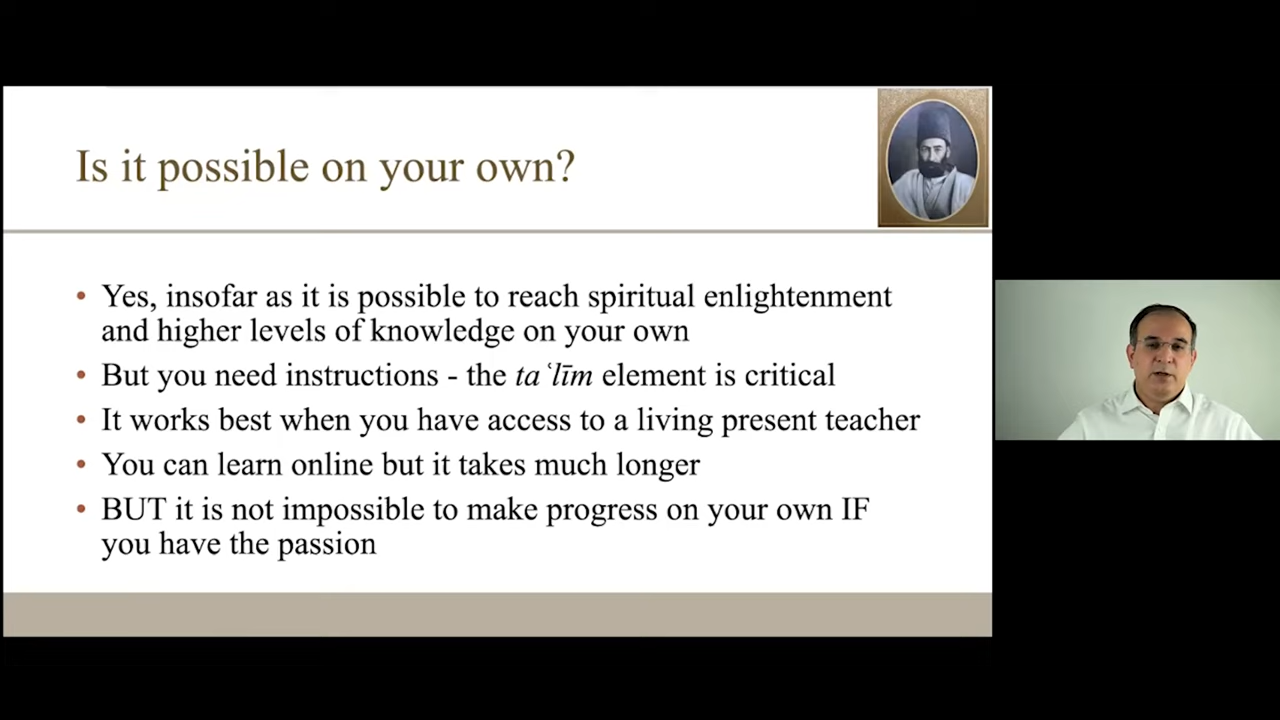 Is it possible on your own?
• Yes, insofar as it is possible to reach spiritual enlightenment
and higher levels of knowledge on your own
• But you need instructions - the taʿlīm element is critical
• It works best when you have access to a living present teacher
• You can learn online but it takes much longer
• BUT it is not impossible to make progress on your own IF
you have the passion